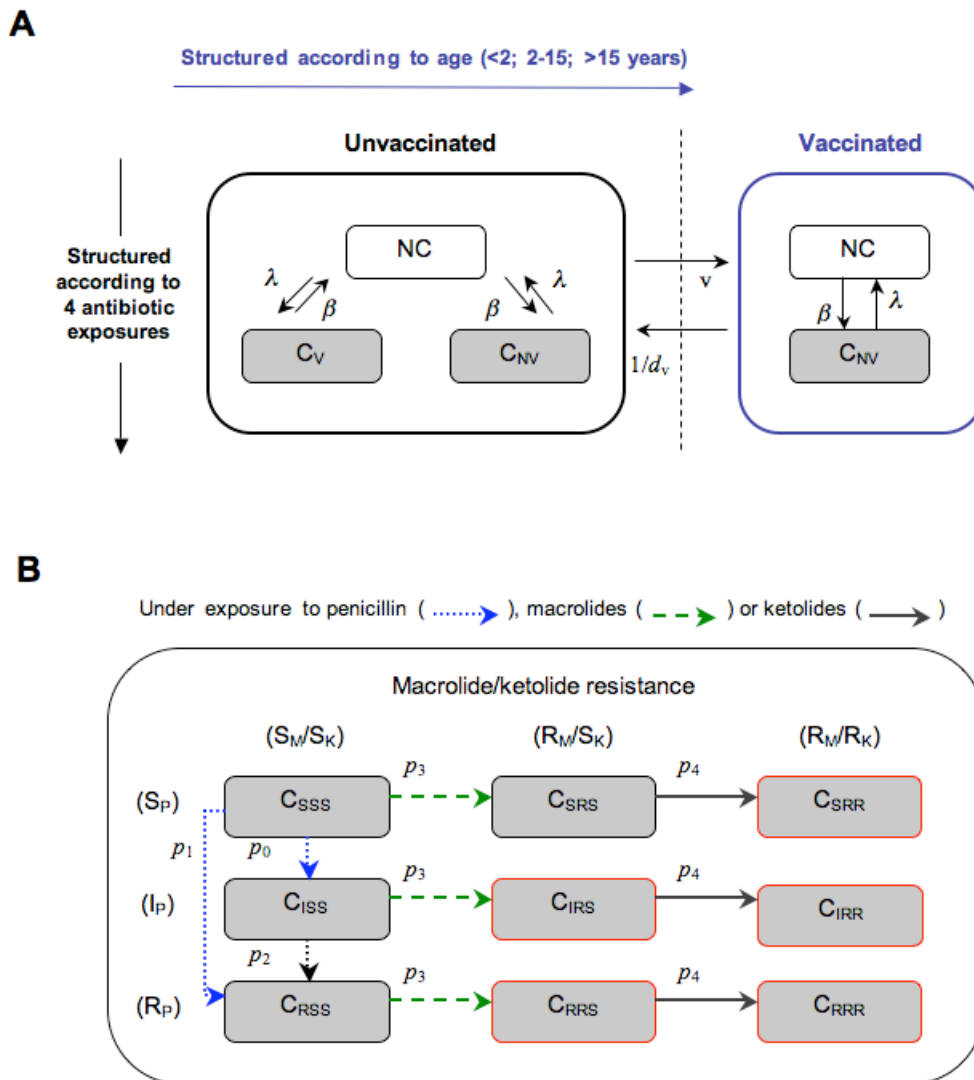 A
Structured according to age (<2; 2-15; >15 years)
Unvaccinated
Vaccinated
Structured
according to
4 antibiotic
exposures
NC
λ
β
β
λ
C_V
C_NV
v
1/d_v
NC
β
λ
C_NV
B
Under exposure to penicillin ( ), macrolides ( ) or ketolides ( )
Macrolide/ketolide resistance
(S_M/S_K) (R_M/S_K) (R_M/R_K)
(S_P) C_SSS p_3 C_SRS p_4 C_SRR
p_1 p_0
(I_P) C_ISS p_3 C_IRS p_4 C_IRR
p_2
(R_P) C_RSS p_3 C_RRS p_4 C_RRR